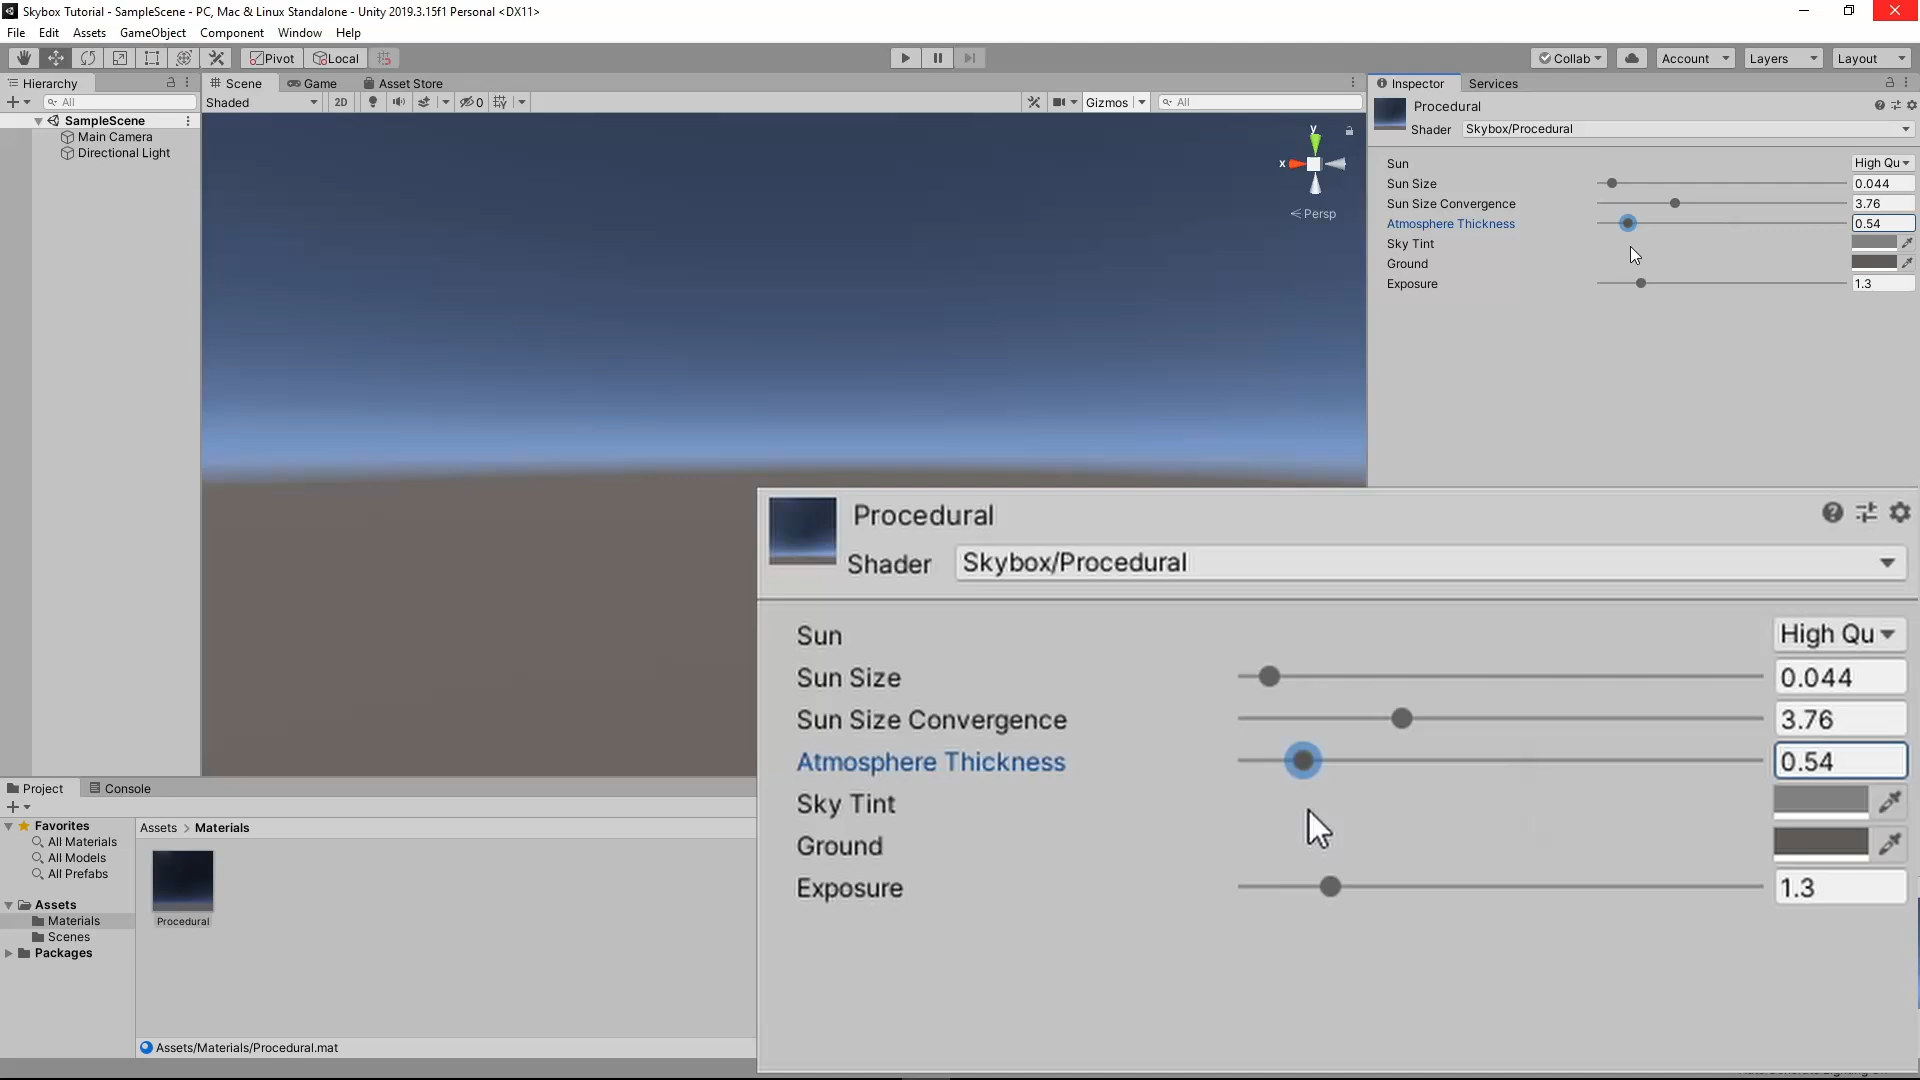 Skybox Tutorial - SampleScene - PC, Mac & Linux Standalone - Unity 2019.3.15f1 Personal <DX11>
File Edit Assets GameObject Component Window Help
Pivot Local Collab Account Layers Layout
Hierarchy
All
SampleScene
Main Camera
Directional Light
Scene Game Asset Store
Shaded 2D 0 Gizmos All
y
x
Persp
Inspector Services
Procedural
Shader Skybox/Procedural
Sun High Qu
Sun Size 0.044
Sun Size Convergence 3.76
Atmosphere Thickness 0.54
Sky Tint
Ground
Exposure 1.3
Procedural
Shader Skybox/Procedural
Sun High Qu
Sun Size 0.044
Sun Size Convergence 3.76
Atmosphere Thickness 0.54
Sky Tint
Ground
Exposure 1.3
Project Console
Favorites
All Materials
All Models
All Prefabs
Assets
Materials
Scenes
Packages
Assets > Materials
Procedural
Assets/Materials/Procedural.mat